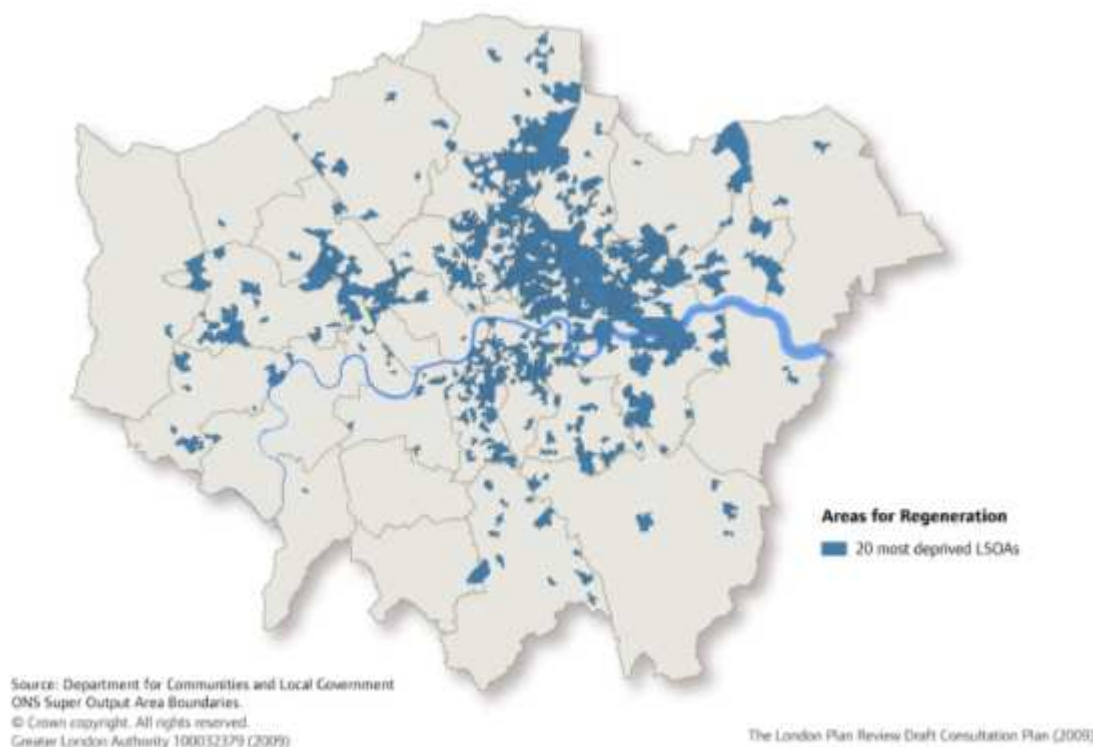 Areas for Regeneration
20 most deprived LSOAs
Source: Department for Communities and Local Government
ONS Super Output Area Boundaries.
© Crown copyright. All rights reserved.
Greater London Authority 100032379 (2009)
The London Plan Review Draft Consultation Plan (2009)